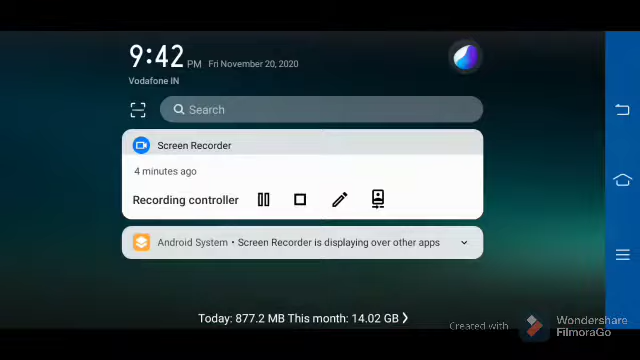 9:42 PM Fri November 20, 2020
Vodafone IN
Search
Screen Recorder
4 minutes ago
Recording controller
Android System • Screen Recorder is displaying over other apps
Today: 877.2 MB This month: 14.02 GB
Created with
Wondershare
FilmoraGo